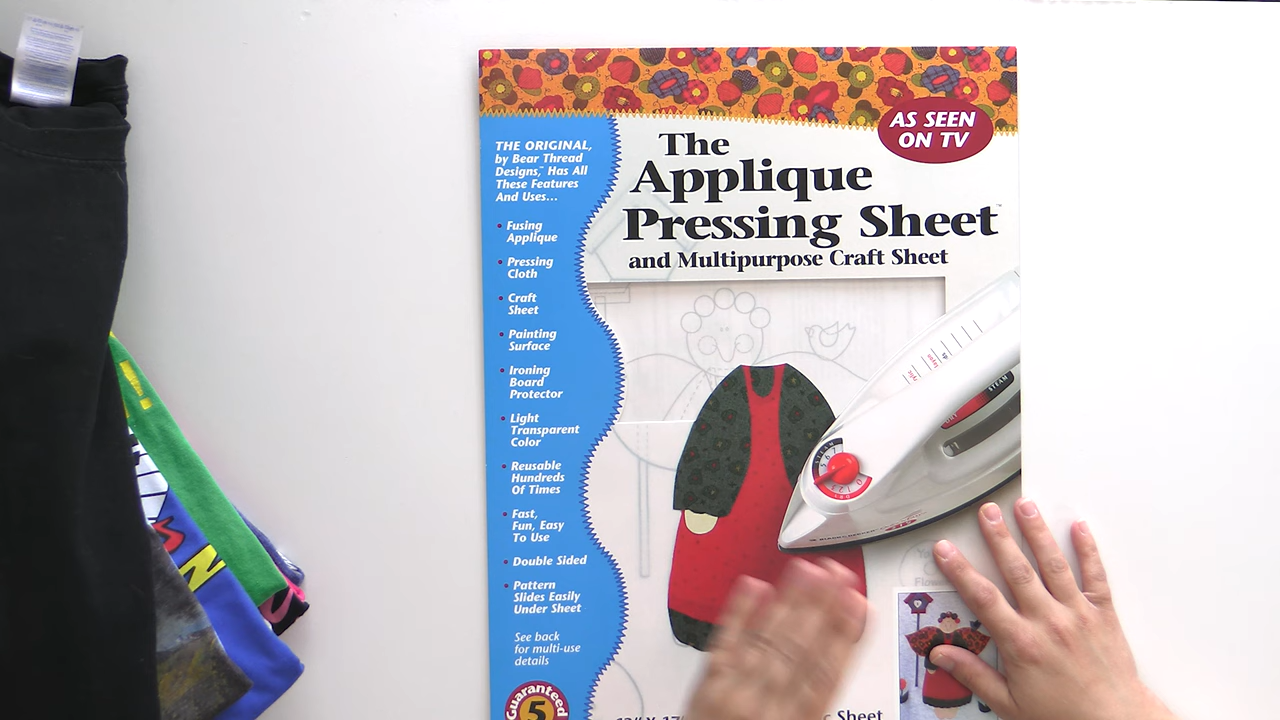 AS SEEN
ON TV
The
Applique
Pressing Sheet™
and Multipurpose Craft Sheet
THE ORIGINAL,
by Bear Thread
Designs,™ Has All
These Features
And Uses...
• Fusing
Applique
• Pressing
Cloth
• Craft
Sheet
• Painting
Surface
• Ironing
Board
Protector
• Light
Transparent
Color
• Reusable
Hundreds
Of Times
• Fast,
Fun, Easy
To Use
• Double Sided
• Pattern
Slides Easily
Under Sheet
See back
for multi-use
details
Guaranteed
5
STEAM
Sheet